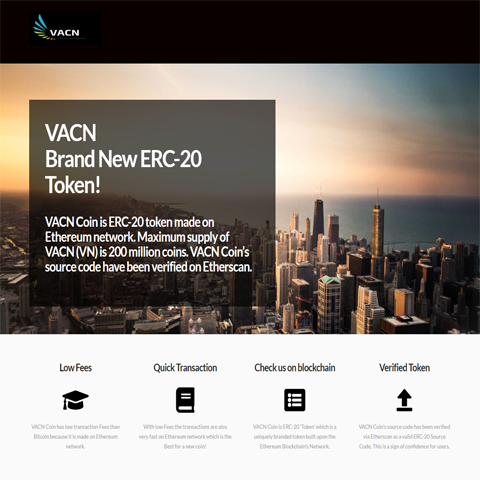 VACN
VACN
Brand New ERC-20
Token!
VACN Coin is ERC-20 token made on
Ethereum network. Maximum supply of
VACN (VN) is 200 million coins. VACN Coin's
source code have been verified on Etherscan.
Low Fees
VACN Coin has low transaction Fees than
Bitcoin because it is made on Ethereum
network.
Quick Transaction
With low Fees the transactions are also
very fast on Ethereum network which is the
Best for a new coin!
Check us on blockchain
VACN Coin is ERC-20 'Token' which is a
uniquely branded token built upon the
Ethereum Blockchain's Network.
Verified Token
VACN Coin's source code has been verified
via Etherscan as a valid ERC-20 Source
Code. This is a sign of confidence for users.